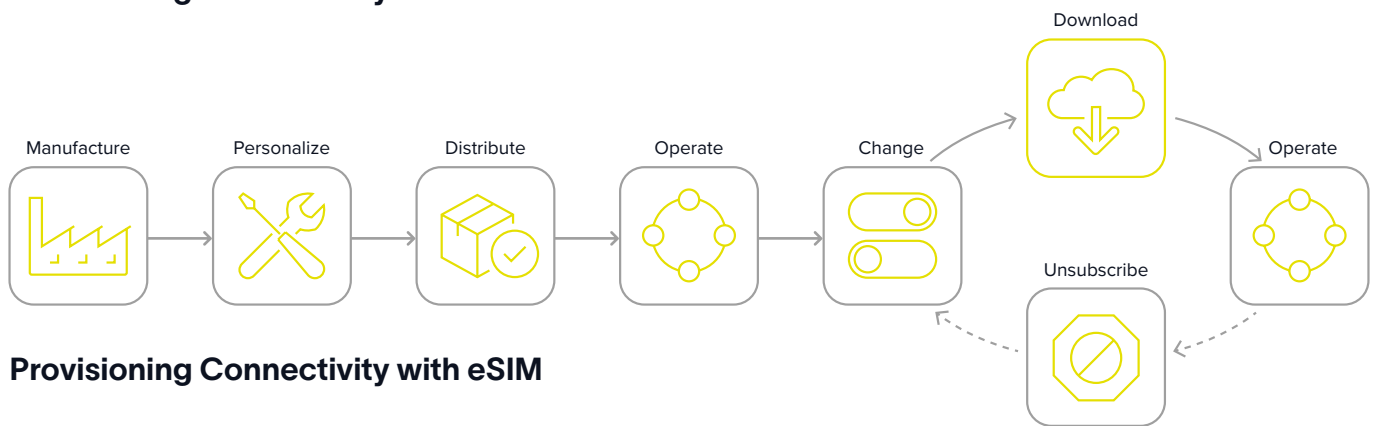 Download
Manufacture
Personalize
Distribute
Operate
Change
Operate
Unsubscribe
Provisioning Connectivity with eSIM